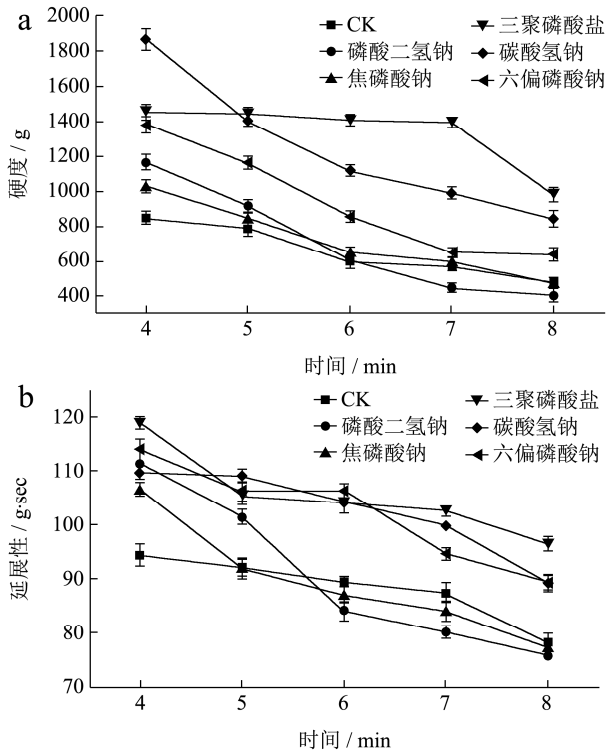 a
CK
三聚磷酸盐
磷酸二氢钠
碳酸氢钠
焦磷酸钠
六偏磷酸钠
2000
1800
1600
1400
1200
1000
800
600
400
硬度 / g
4 5 6 7 8
时间 / min
b
CK
三聚磷酸盐
磷酸二氢钠
碳酸氢钠
焦磷酸钠
六偏磷酸钠
120
110
100
90
80
70
延展性 / g·sec
4 5 6 7 8
时间 / min